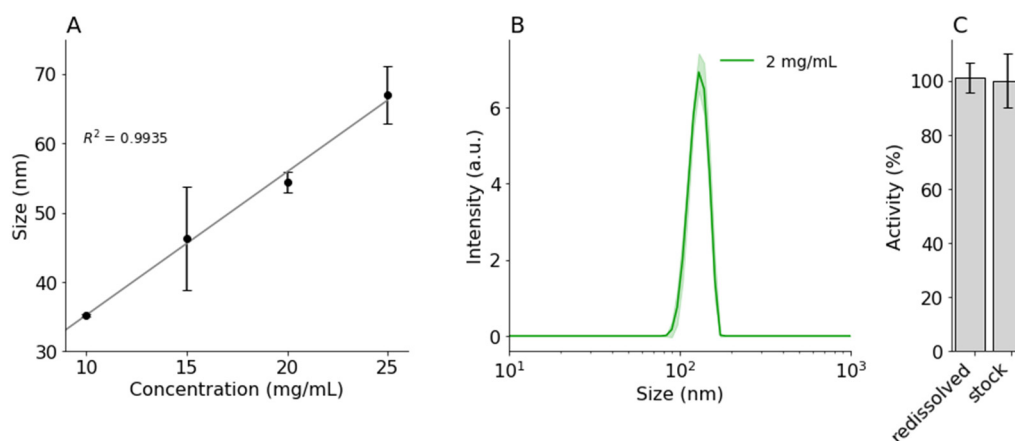 A
Size (nm)
70
60
50
40
30
R² = 0.9935
10
15
20
25
Concentration (mg/mL)
B
Intensity (a.u.)
6
4
2
0
2 mg/mL
10¹
10²
10³
Size (nm)
C
Activity (%)
100
80
60
40
20
0
redissolved
stock